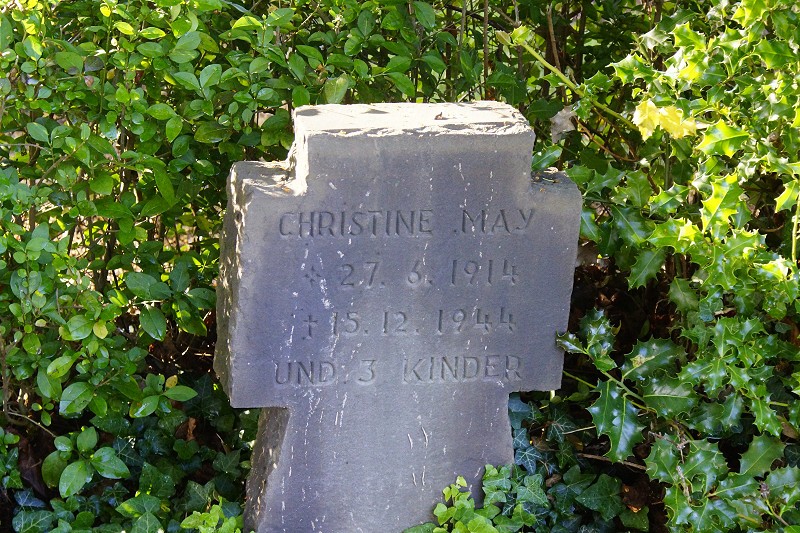 CHRISTINE MAY
* 27. 6. 1914
† 15. 12. 1944
UND 3 KINDER